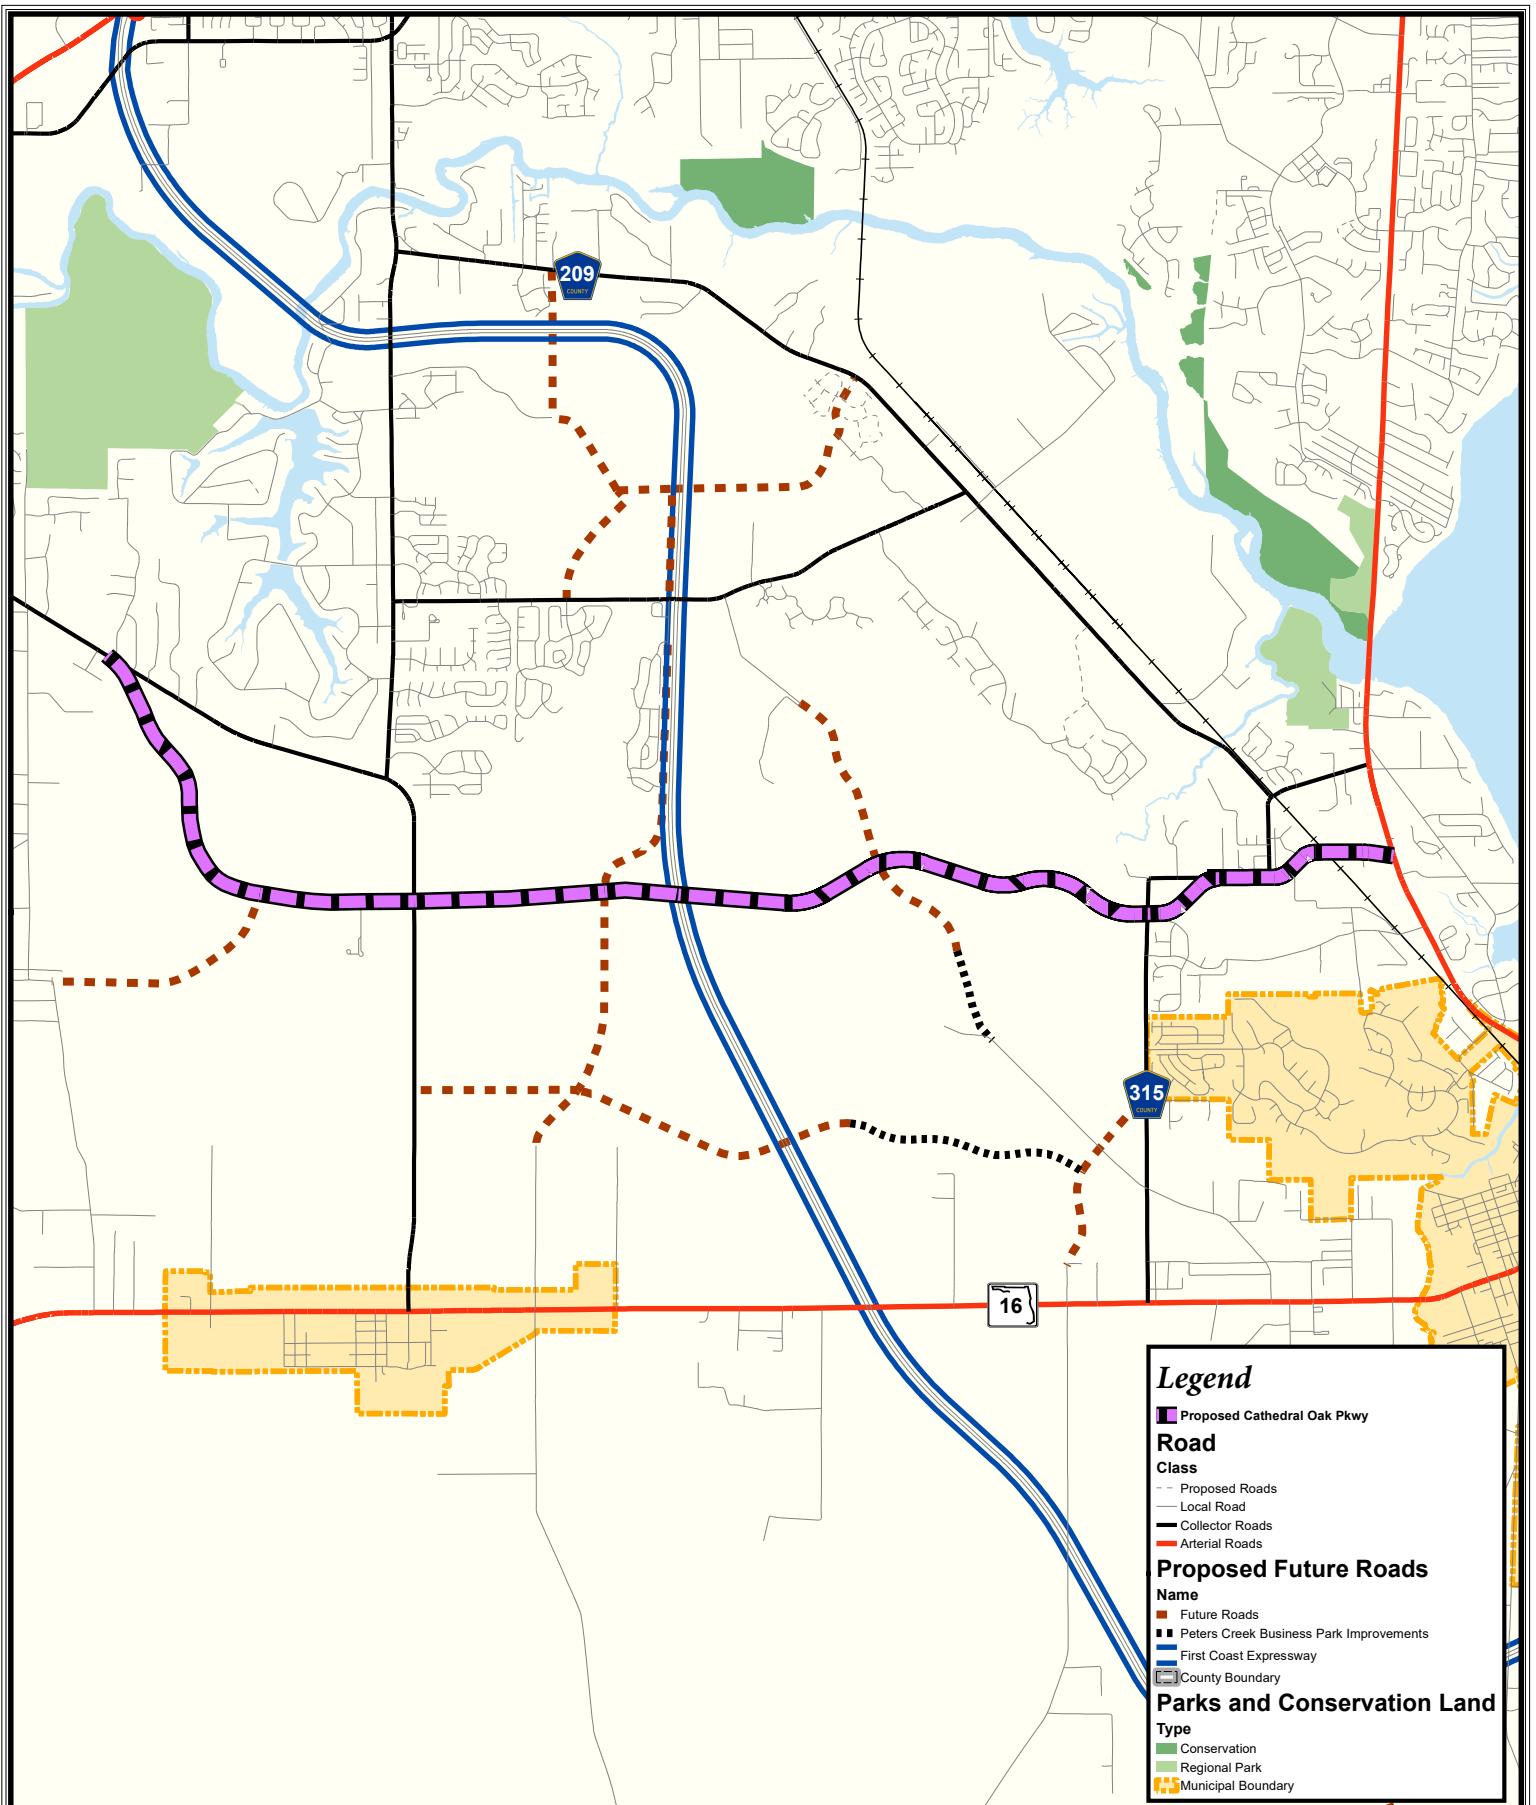 209
COUNTY
315
COUNTY
16
Legend
Proposed Cathedral Oak Pkwy
Road
Class
Proposed Roads
Local Road
Collector Roads
Arterial Roads
Proposed Future Roads
Name
Future Roads
Peters Creek Business Park Improvements
First Coast Expressway
County Boundary
Parks and Conservation Land
Type
Conservation
Regional Park
Municipal Boundary